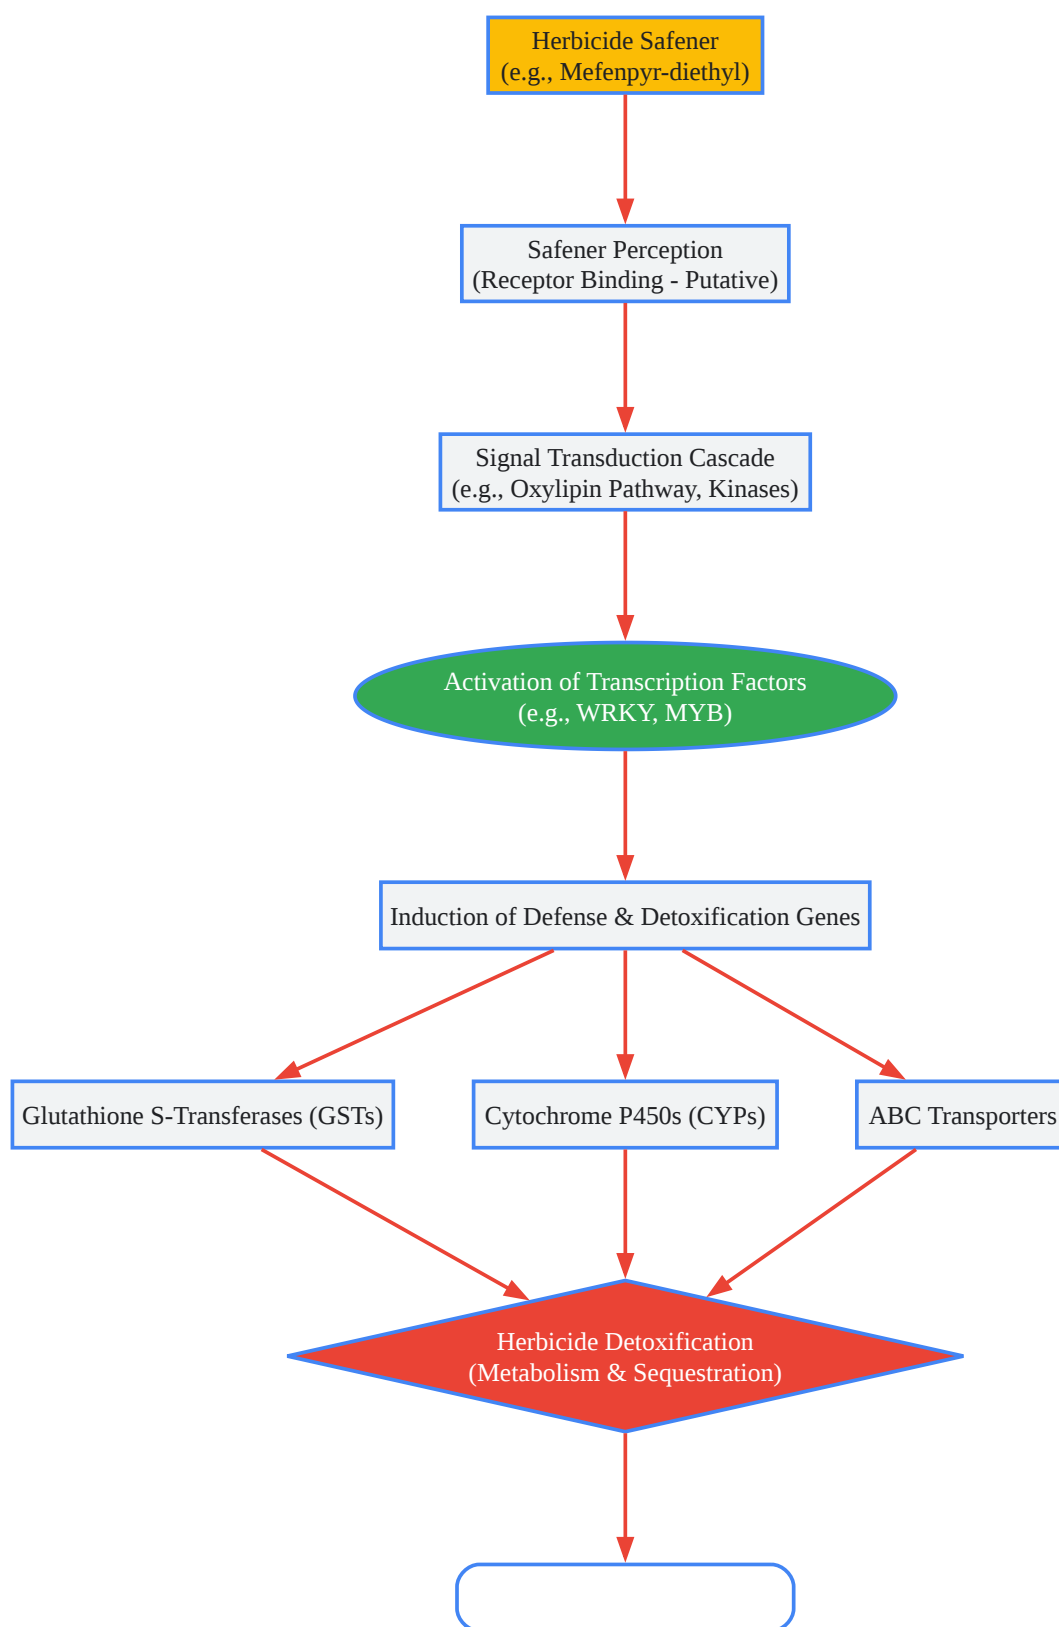 Herbicide Safener
(e.g., Mefenpyr-diethyl)
Safener Perception
(Receptor Binding - Putative)
Signal Transduction Cascade
(e.g., Oxylipin Pathway, Kinases)
Activation of Transcription Factors
(e.g., WRKY, MYB)
Induction of Defense & Detoxification Genes
Glutathione S-Transferases (GSTs)
Cytochrome P450s (CYPs)
ABC Transporters
Herbicide Detoxification
(Metabolism & Sequestration)